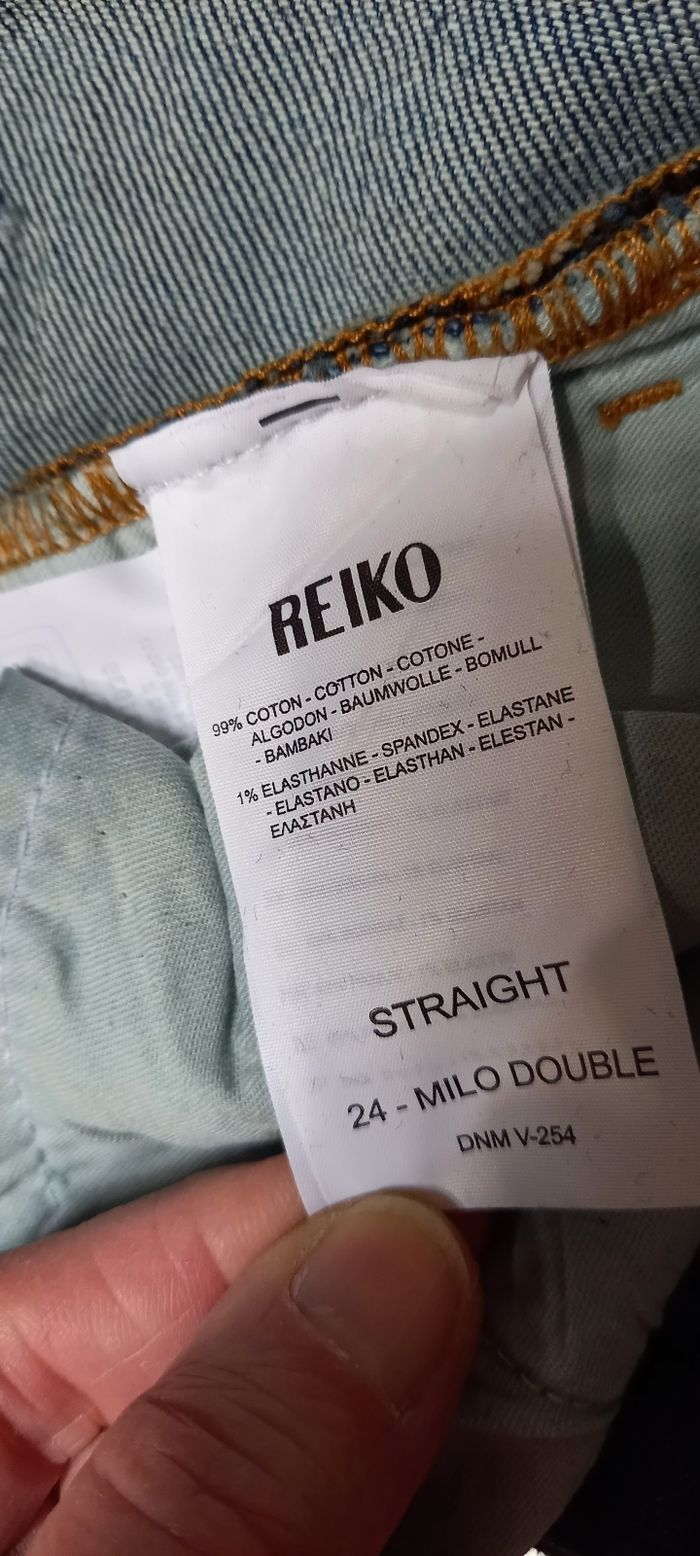 REIKO
99% COTON - COTTON - COTONE -
ALGODON - BAUMWOLLE - BOMULL
- BAMBAKI
1% ELASTHANNE - SPANDEX - ELASTANE
- ELASTANO - ELASTHAN - ELESTAN -
ΕΛΑΣΤΑΝΗ
STRAIGHT
24 - MILO DOUBLE
DNM V-254